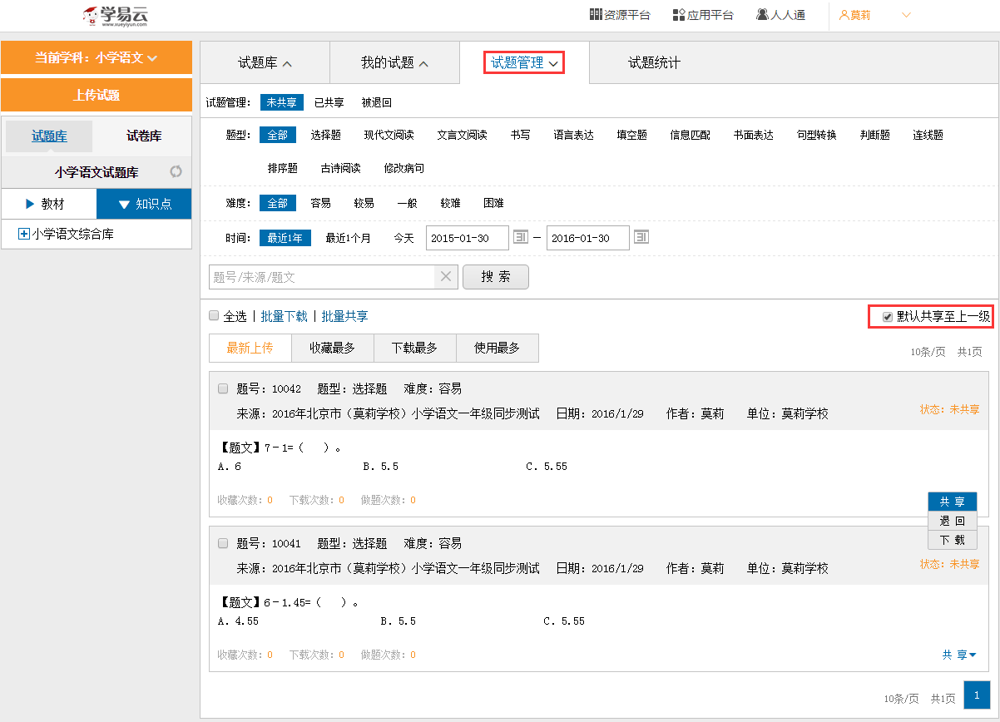 学易云
www.xueyiyun.com
资源平台 应用平台 人人通 莫莉
当前学科：小学语文
上传试题
试题库 试卷库
小学语文试题库
教材 知识点
小学语文综合库
试题库 我的试题 试题管理 试题统计
试题管理： 未共享 已共享 被退回
题型： 全部 选择题 现代文阅读 文言文阅读 书写 语言表达 填空题 信息匹配 书面表达 句型转换 判断题 连线题
排序题 古诗阅读 修改病句
难度： 全部 容易 较易 一般 较难 困难
时间： 最近1年 最近1个月 今天 2015-01-30 31 — 2016-01-30 31
题号/来源/题文 搜 索
全选 | 批量下载 | 批量共享 默认共享至上一级
最新上传 收藏最多 下载最多 使用最多 10条/页 共1页
题号：10042 题型：选择题 难度：容易
来源：2016年北京市（莫莉学校）小学语文一年级同步测试 日期：2016/1/29 作者：莫莉 单位：莫莉学校 状态：未共享
【题文】7－1=（ ）。
A. 6 B. 5.5 C. 5.55
收藏次数：0 下载次数：0 做题次数：0
共 享
退 回
下 载
题号：10041 题型：选择题 难度：容易
来源：2016年北京市（莫莉学校）小学语文一年级同步测试 日期：2016/1/29 作者：莫莉 单位：莫莉学校 状态：未共享
【题文】6－1.45=（ ）。
A. 4.55 B. 5.5 C. 5.55
收藏次数：0 下载次数：0 做题次数：0 共 享
10条/页 共1页 1